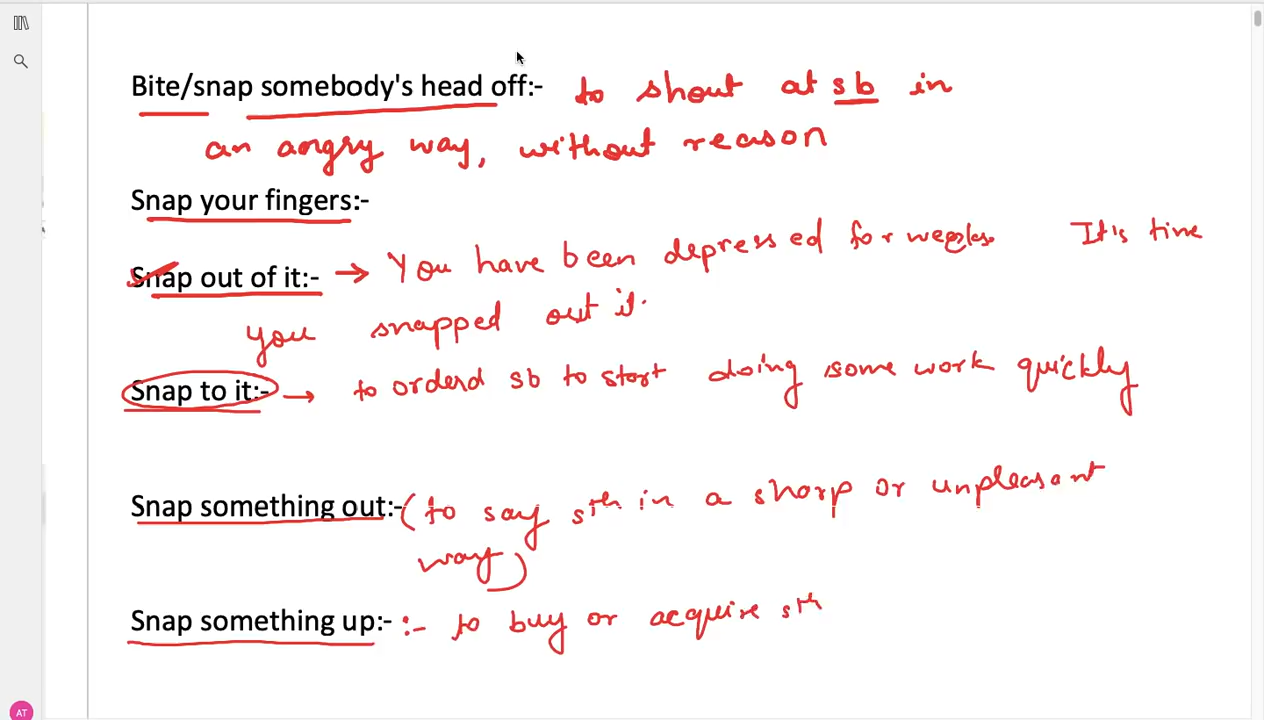 Bite/snap somebody's head off:- to shout at sb in
an angry way, without reason
Snap your fingers:-
Snap out of it:- → You have been depressed for weeks. It's time
you snapped out it.
Snap to it:- → to orderd sb to start doing some work quickly
Snap something out:- (to say sth in a sharp or unpleasant
way)
Snap something up:- :- to buy or acquire sth
AT